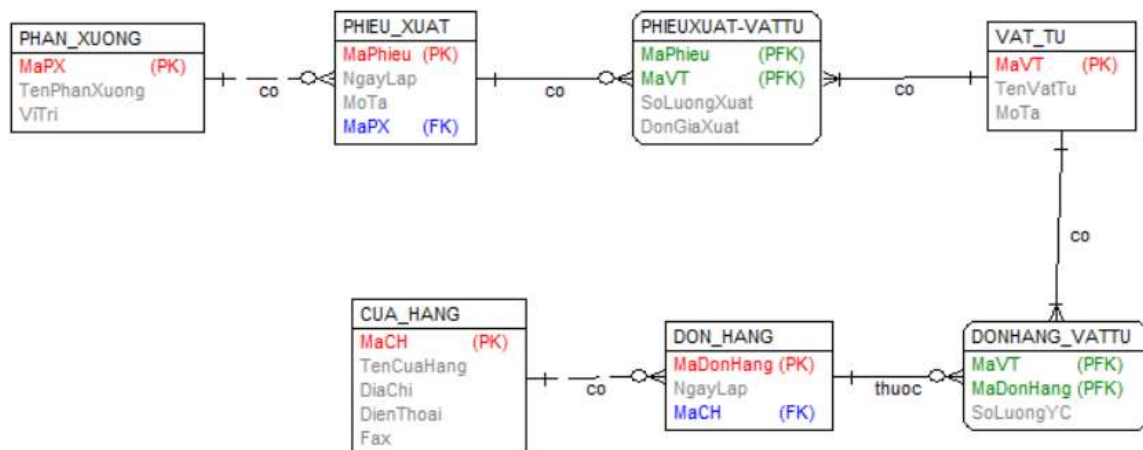 PHAN_XUONG
MaPX (PK)
TenPhanXuong
ViTri
co
PHIEU_XUAT
MaPhieu (PK)
NgayLap
MoTa
MaPX (FK)
co
PHIEUXUAT-VATTU
MaPhieu (PFK)
MaVT (PFK)
SoLuongXuat
DonGiaXuat
co
VAT_TU
MaVT (PK)
TenVatTu
MoTa
co
CUA_HANG
MaCH (PK)
TenCuaHang
DiaChi
DienThoai
Fax
co
DON_HANG
MaDonHang (PK)
NgayLap
MaCH (FK)
thuoc
DONHANG_VATTU
MaVT (PFK)
MaDonHang (PFK)
SoLuongYC